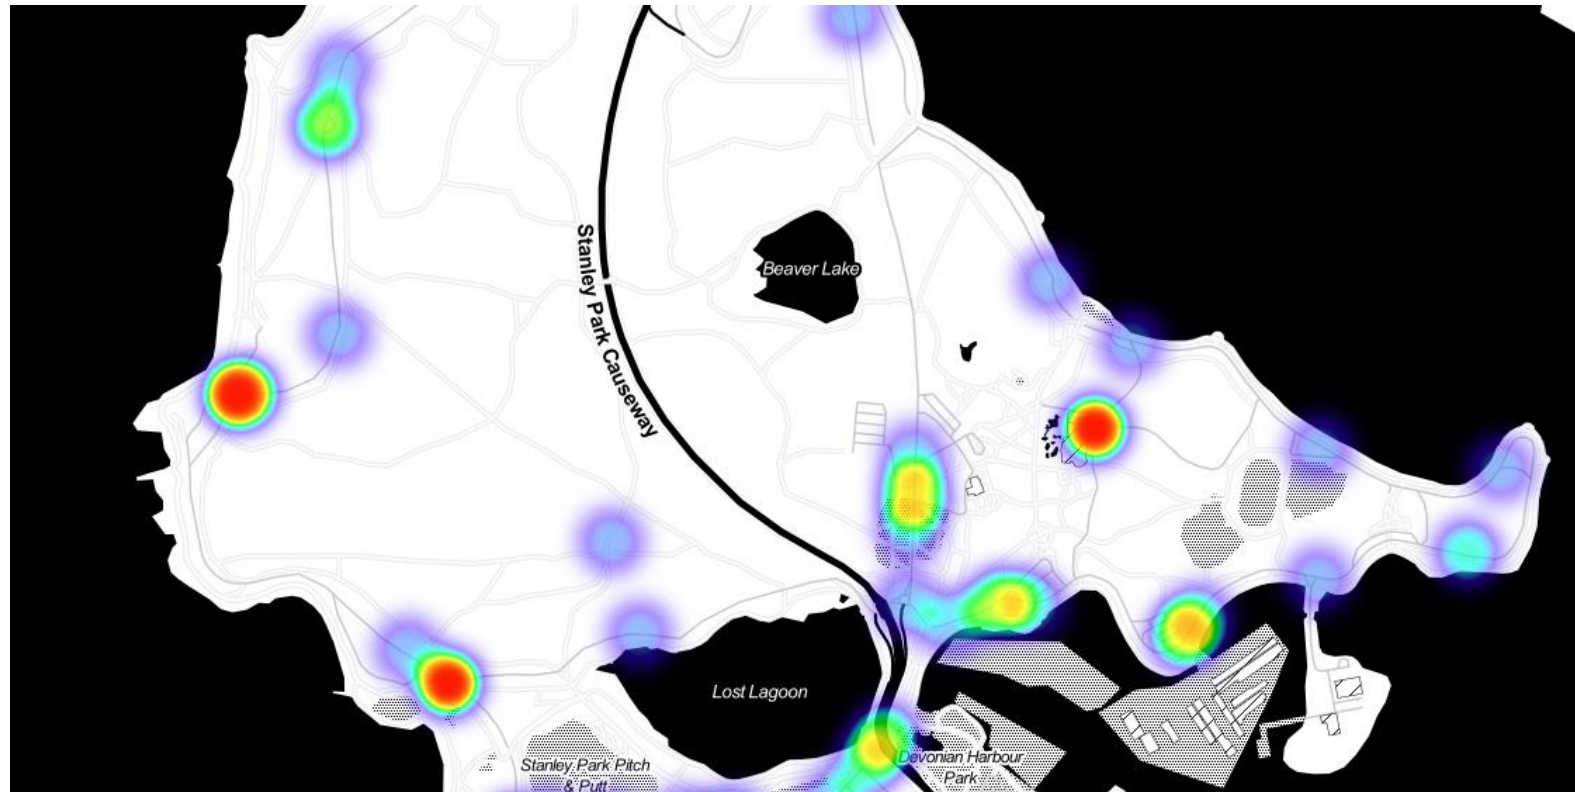 Beaver Lake
Stanley Park Causeway
Lost Lagoon
Devonian Harbour
Park
Stanley Park Pitch
& Putt